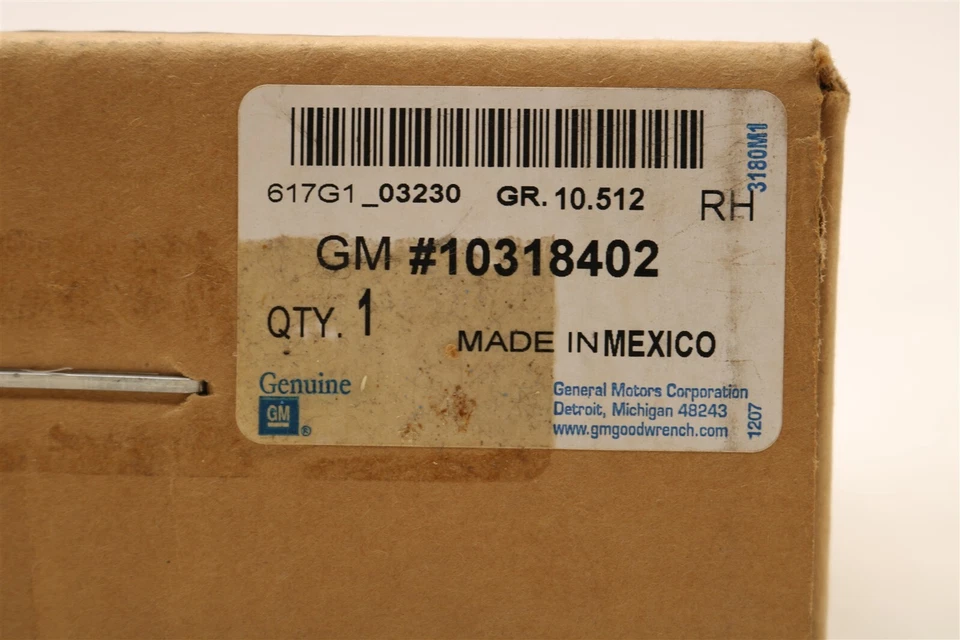 617G1_03230 GR. 10.512
RH
3180M1
GM #10318402
QTY. 1
MADE IN MEXICO
Genuine
GM
®
General Motors Corporation
Detroit, Michigan 48243
www.gmgoodwrench.com
1207